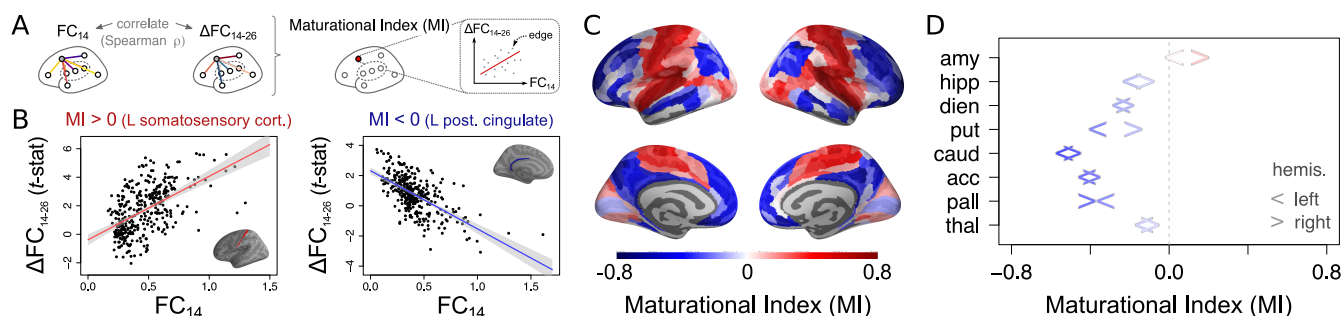 A
FC14
correlate
(Spearman ρ)
ΔFC14-26
Maturational Index (MI)
ΔFC14-26
edge
FC14
B
MI > 0 (L somatosensory cort.)
ΔFC14-26 (t-stat)
6
4
2
0
-2
0.0 0.5 1.0 1.5
FC14
MI < 0 (L post. cingulate)
ΔFC14-26 (t-stat)
2
0
-2
-4
0.0 0.5 1.0 1.5
FC14
C
-0.8 0 0.8
Maturational Index (MI)
D
amy
hipp
dien
put
caud
acc
pall
thal
hemis.
< left
> right
-0.8 0.0 0.8
Maturational Index (MI)